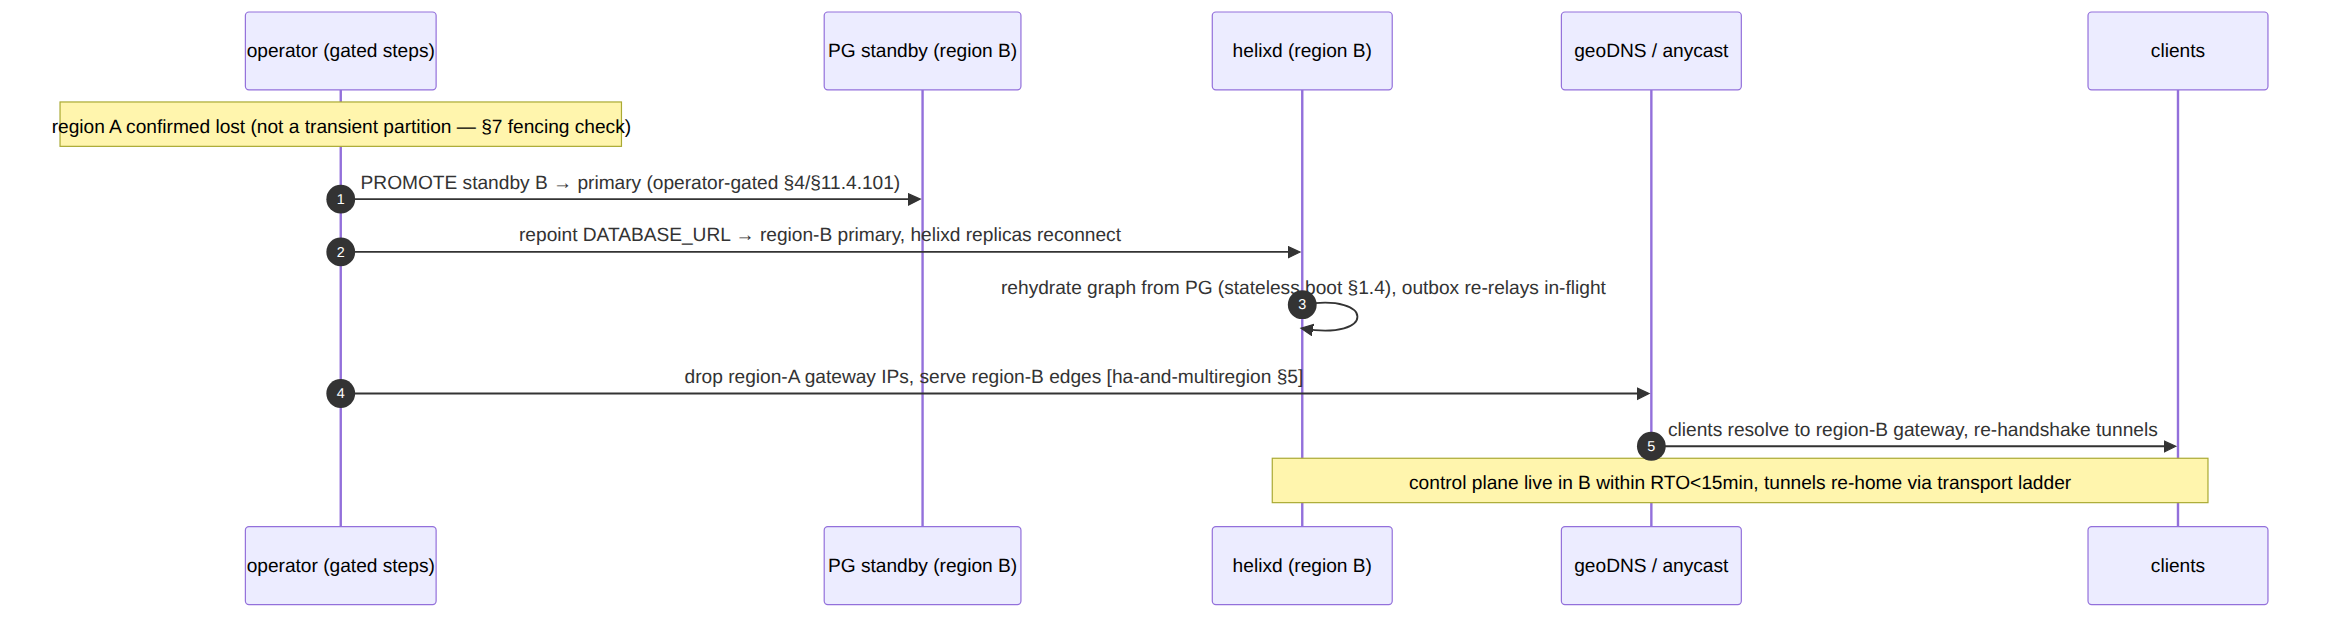 operator (gated steps)
PG standby (region B)
helixd (region B)
geoDNS / anycast
clients
region A confirmed lost (not a transient partition — §7 fencing check)
PROMOTE standby B → primary (operator-gated §4/§11.4.101)
1
repoint DATABASE_URL → region-B primary, helixd replicas reconnect
2
rehydrate graph from PG (stateless boot §1.4), outbox re-relays in-flight
3
drop region-A gateway IPs, serve region-B edges [ha-and-multiregion §5]
4
clients resolve to region-B gateway, re-handshake tunnels
5
control plane live in B within RTO<15min, tunnels re-home via transport ladder
operator (gated steps)
PG standby (region B)
helixd (region B)
geoDNS / anycast
clients